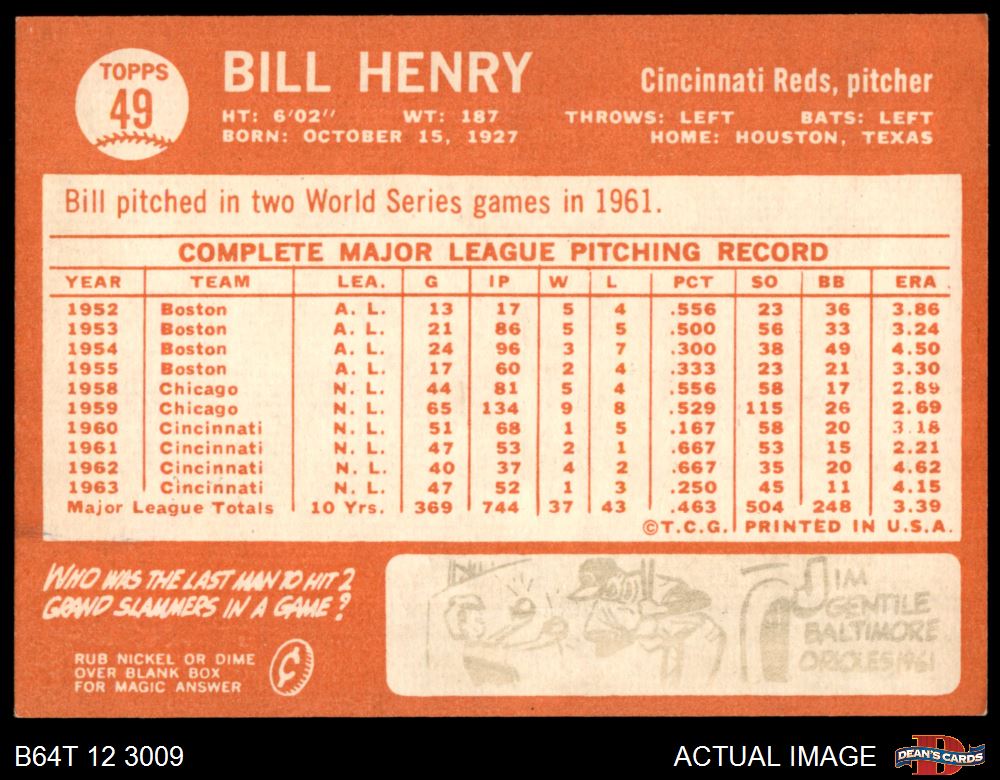 TOPPS
49
BILL HENRY
Cincinnati Reds, pitcher
HT: 6'02" WT: 187 THROWS: LEFT BATS: LEFT
BORN: OCTOBER 15, 1927 HOME: HOUSTON, TEXAS
Bill pitched in two World Series games in 1961.
COMPLETE MAJOR LEAGUE PITCHING RECORD
YEAR TEAM LEA. G IP W L PCT SO BB ERA
1952 Boston A. L. 13 17 5 4 .556 23 36 3.86
1953 Boston A. L. 21 86 5 5 .500 56 33 3.24
1954 Boston A. L. 24 96 3 7 .300 38 49 4.50
1955 Boston A. L. 17 60 2 4 .333 23 21 3.30
1958 Chicago N. L. 44 81 5 4 .556 58 17 2.89
1959 Chicago N. L. 65 134 9 8 .529 115 26 2.69
1960 Cincinnati N. L. 51 68 1 5 .167 58 20 3.18
1961 Cincinnati N. L. 47 53 2 1 .667 53 15 2.21
1962 Cincinnati N. L. 40 37 4 2 .667 35 20 4.62
1963 Cincinnati N. L. 47 52 1 3 .250 45 11 4.15
Major League Totals 10 Yrs. 369 744 37 43 .463 504 248 3.39
©T.C.G. PRINTED IN U.S.A.
WHO WAS THE LAST MAN TO HIT 2
GRAND SLAMMERS IN A GAME?
RUB NICKEL OR DIME
OVER BLANK BOX
FOR MAGIC ANSWER
JIM
GENTILE
BALTIMORE
ORIOLES 1961
B64T 12 3009
ACTUAL IMAGE
DEAN'S CARDS